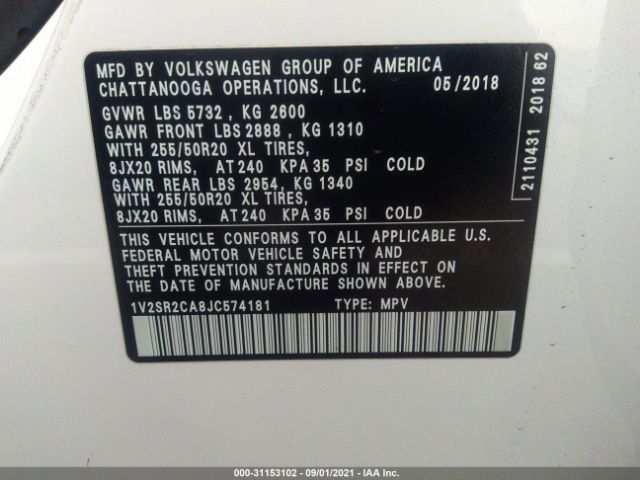 MFD BY VOLKSWAGEN GROUP OF AMERICA
CHATTANOOGA OPERATIONS, LLC. 05/2018
GVWR LBS 5732, KG 2600
GAWR FRONT LBS 2888, KG 1310
WITH 255/50R20 XL TIRES,
8JX20 RIMS, AT 240 KPA 35 PSI COLD
GAWR REAR LBS 2954, KG 1340
WITH 255/50R20 XL TIRES,
8JX20 RIMS, AT 240 KPA 35 PSI COLD
THIS VEHICLE CONFORMS TO ALL APPLICABLE U.S.
FEDERAL MOTOR VEHICLE SAFETY AND
THEFT PREVENTION STANDARDS IN EFFECT ON
THE DATE OF MANUFACTURE SHOWN ABOVE.
1V2SR2CA8JC574181 TYPE: MPV
2110431 2018 62
000-31153102 - 09/01/2021 - IAA Inc.